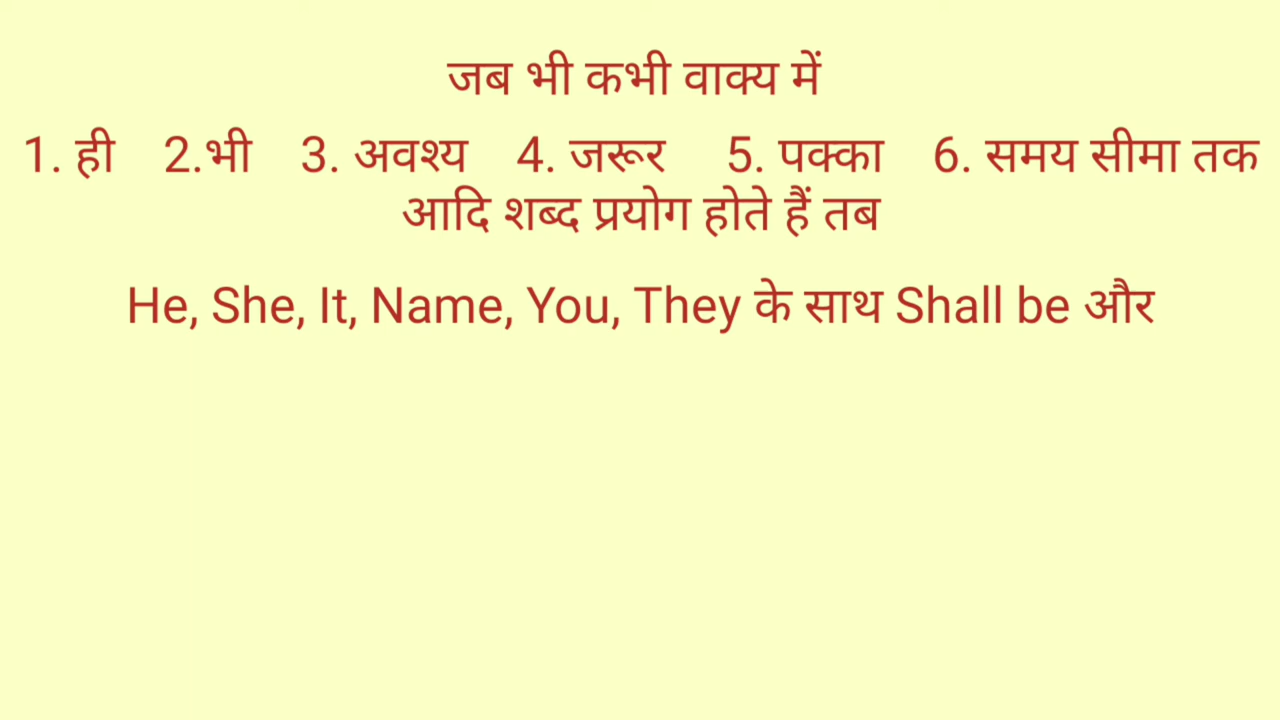 जब भी कभी वाक्य में
1. ही 2.भी 3. अवश्य 4. जरूर 5. पक्का 6. समय सीमा तक
आदि शब्द प्रयोग होते हैं तब
He, She, It, Name, You, They के साथ Shall be और